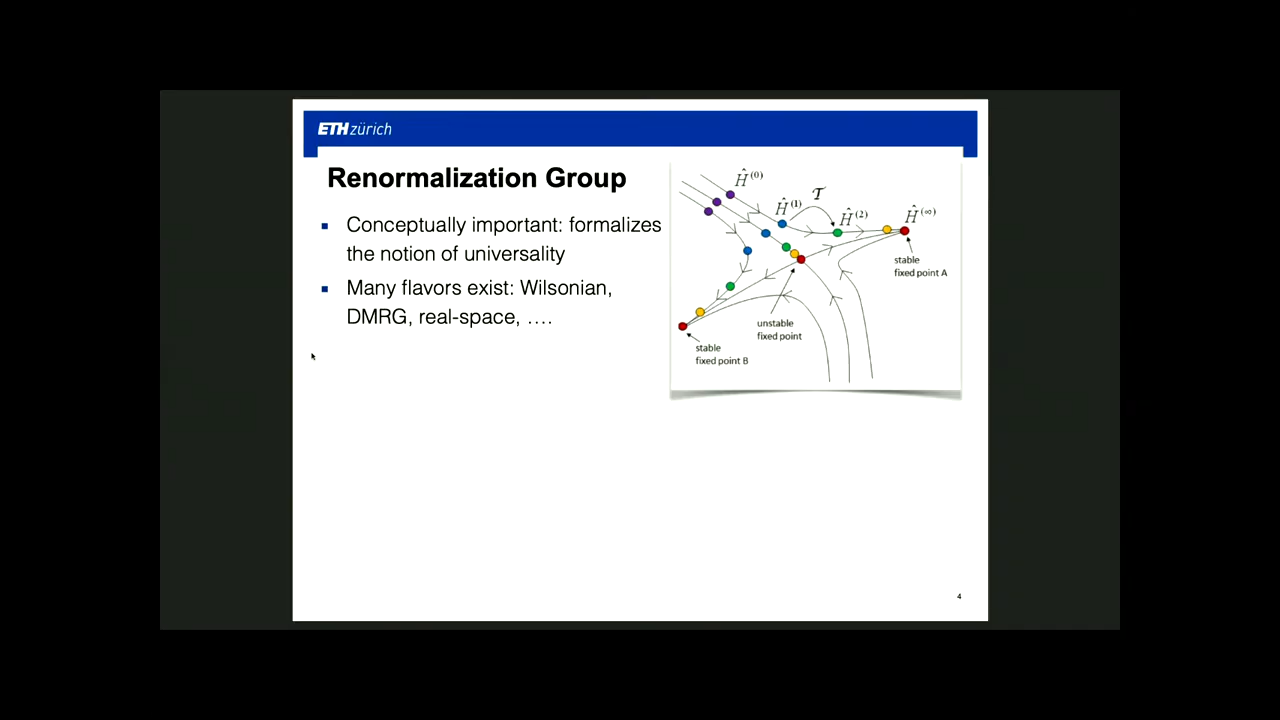 ETH zürich
Renormalization Group
▪ Conceptually important: formalizes
the notion of universality
▪ Many flavors exist: Wilsonian,
DMRG, real-space, ….
Ĥ⁽⁰⁾
Ĥ⁽¹⁾
𝒯
Ĥ⁽²⁾
Ĥ⁽∞⁾
stable
fixed point A
unstable
fixed point
stable
fixed point B
4